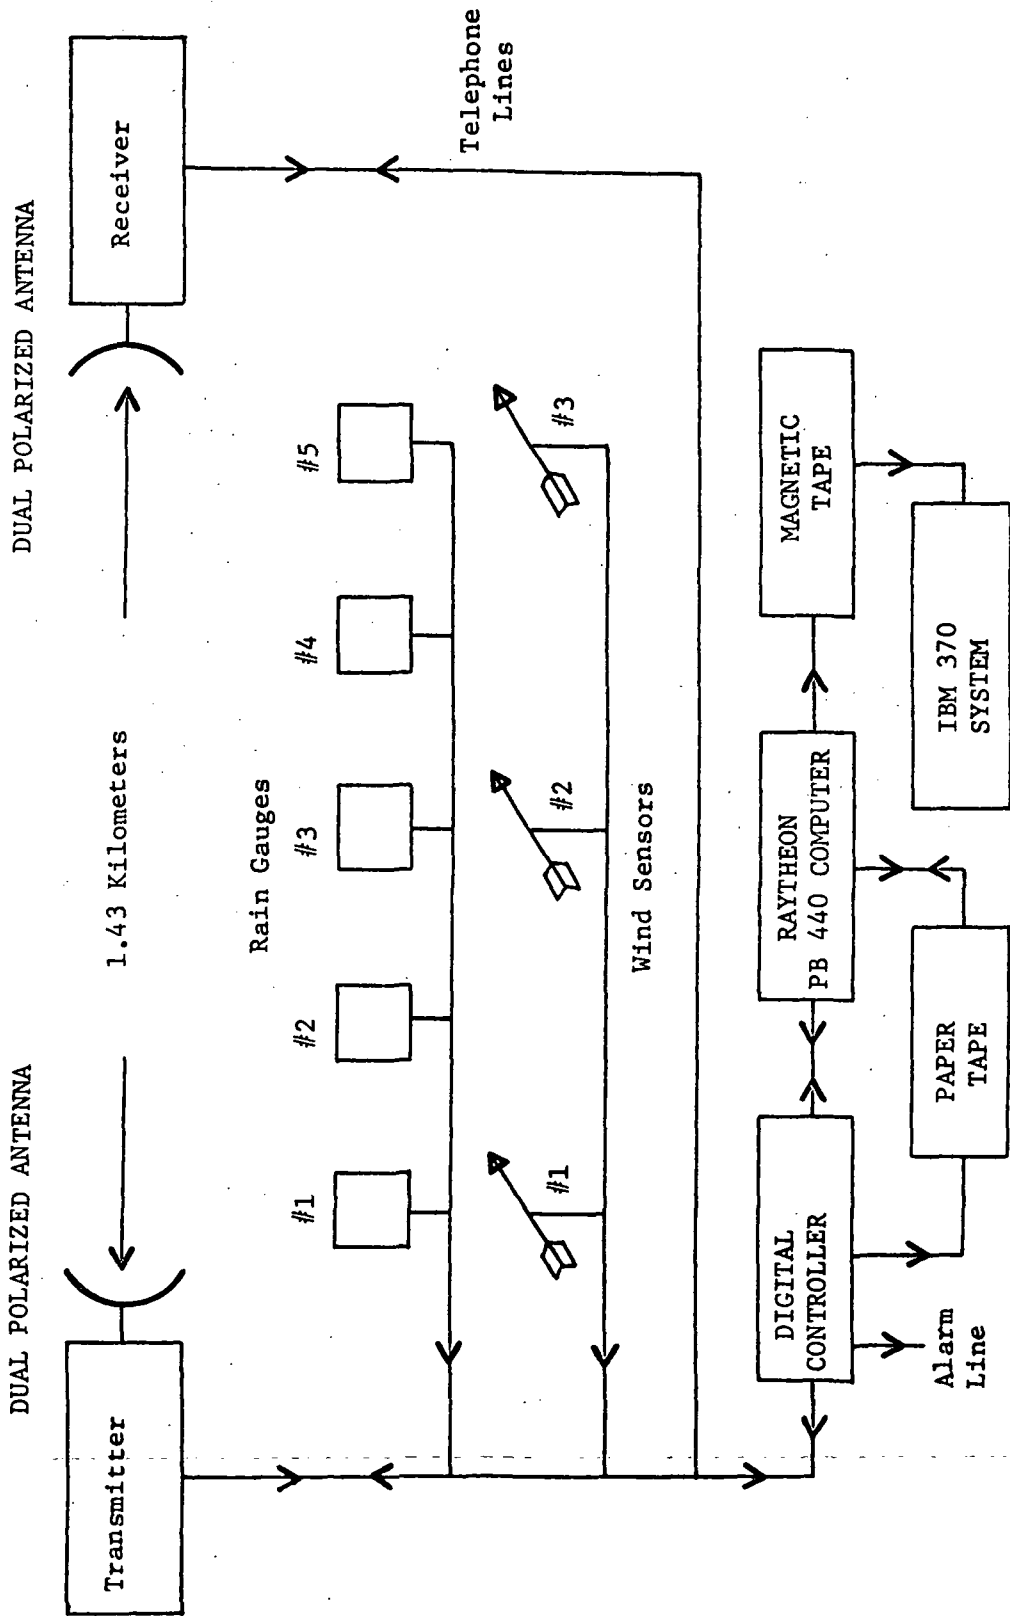 DUAL POLARIZED ANTENNA
DUAL POLARIZED ANTENNA
Transmitter
1.43 Kilometers
Receiver
Rain Gauges
#1
#2
#3
#4
#5
#1
#2
#3
Wind Sensors
Telephone
Lines
DIGITAL
CONTROLLER
RAYTHEON
PB 440 COMPUTER
MAGNETIC
TAPE
Alarm
Line
PAPER
TAPE
IBM 370
SYSTEM